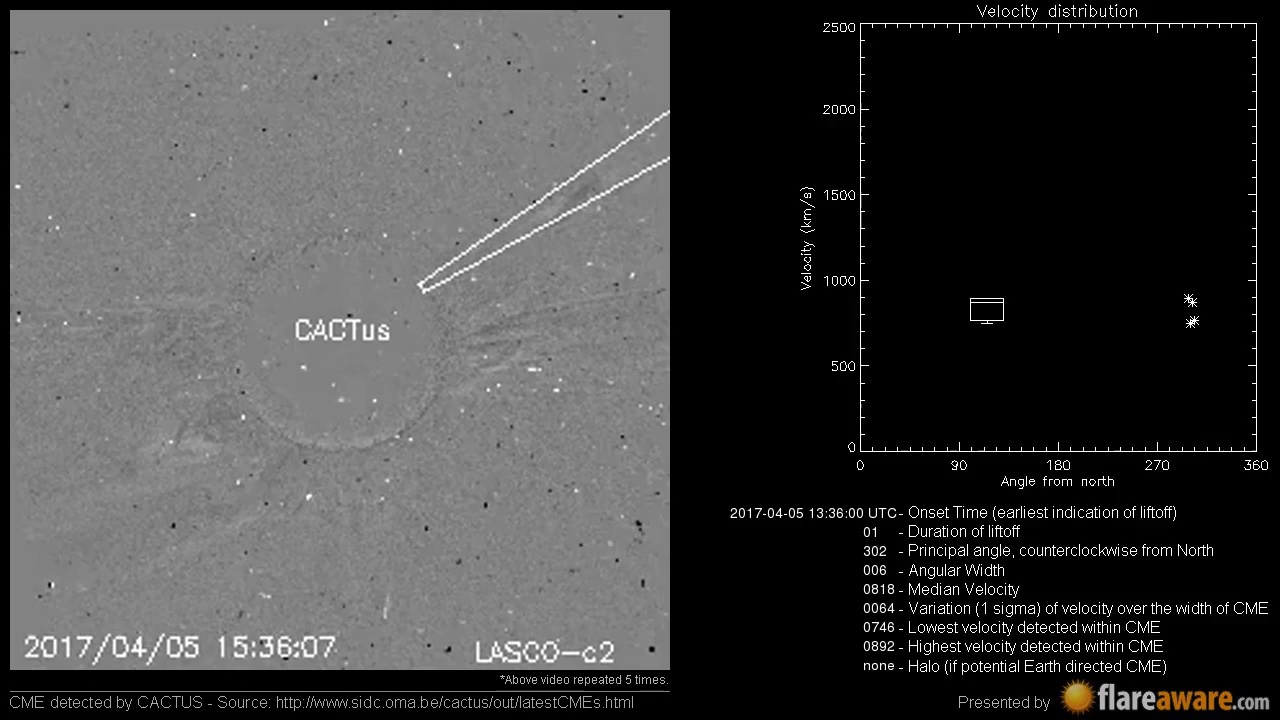 CACTus
2017/04/05 15:36:07
LASCO-c2
*Above video repeated 5 times.
CME detected by CACTUS - Source: http://www.sidc.oma.be/cactus/out/latestCMEs.html
Velocity distribution
2500
2000
1500
1000
500
0
Velocity (km/s)
0 90 180 270 360
Angle from north
2017-04-05 13:36:00 UTC - Onset Time (earliest indication of liftoff)
01 - Duration of liftoff
302 - Principal angle, counterclockwise from North
006 - Angular Width
0818 - Median Velocity
0064 - Variation (1 sigma) of velocity over the width of CME
0746 - Lowest velocity detected within CME
0892 - Highest velocity detected within CME
none - Halo (if potential Earth directed CME)
Presented by flareaware.com